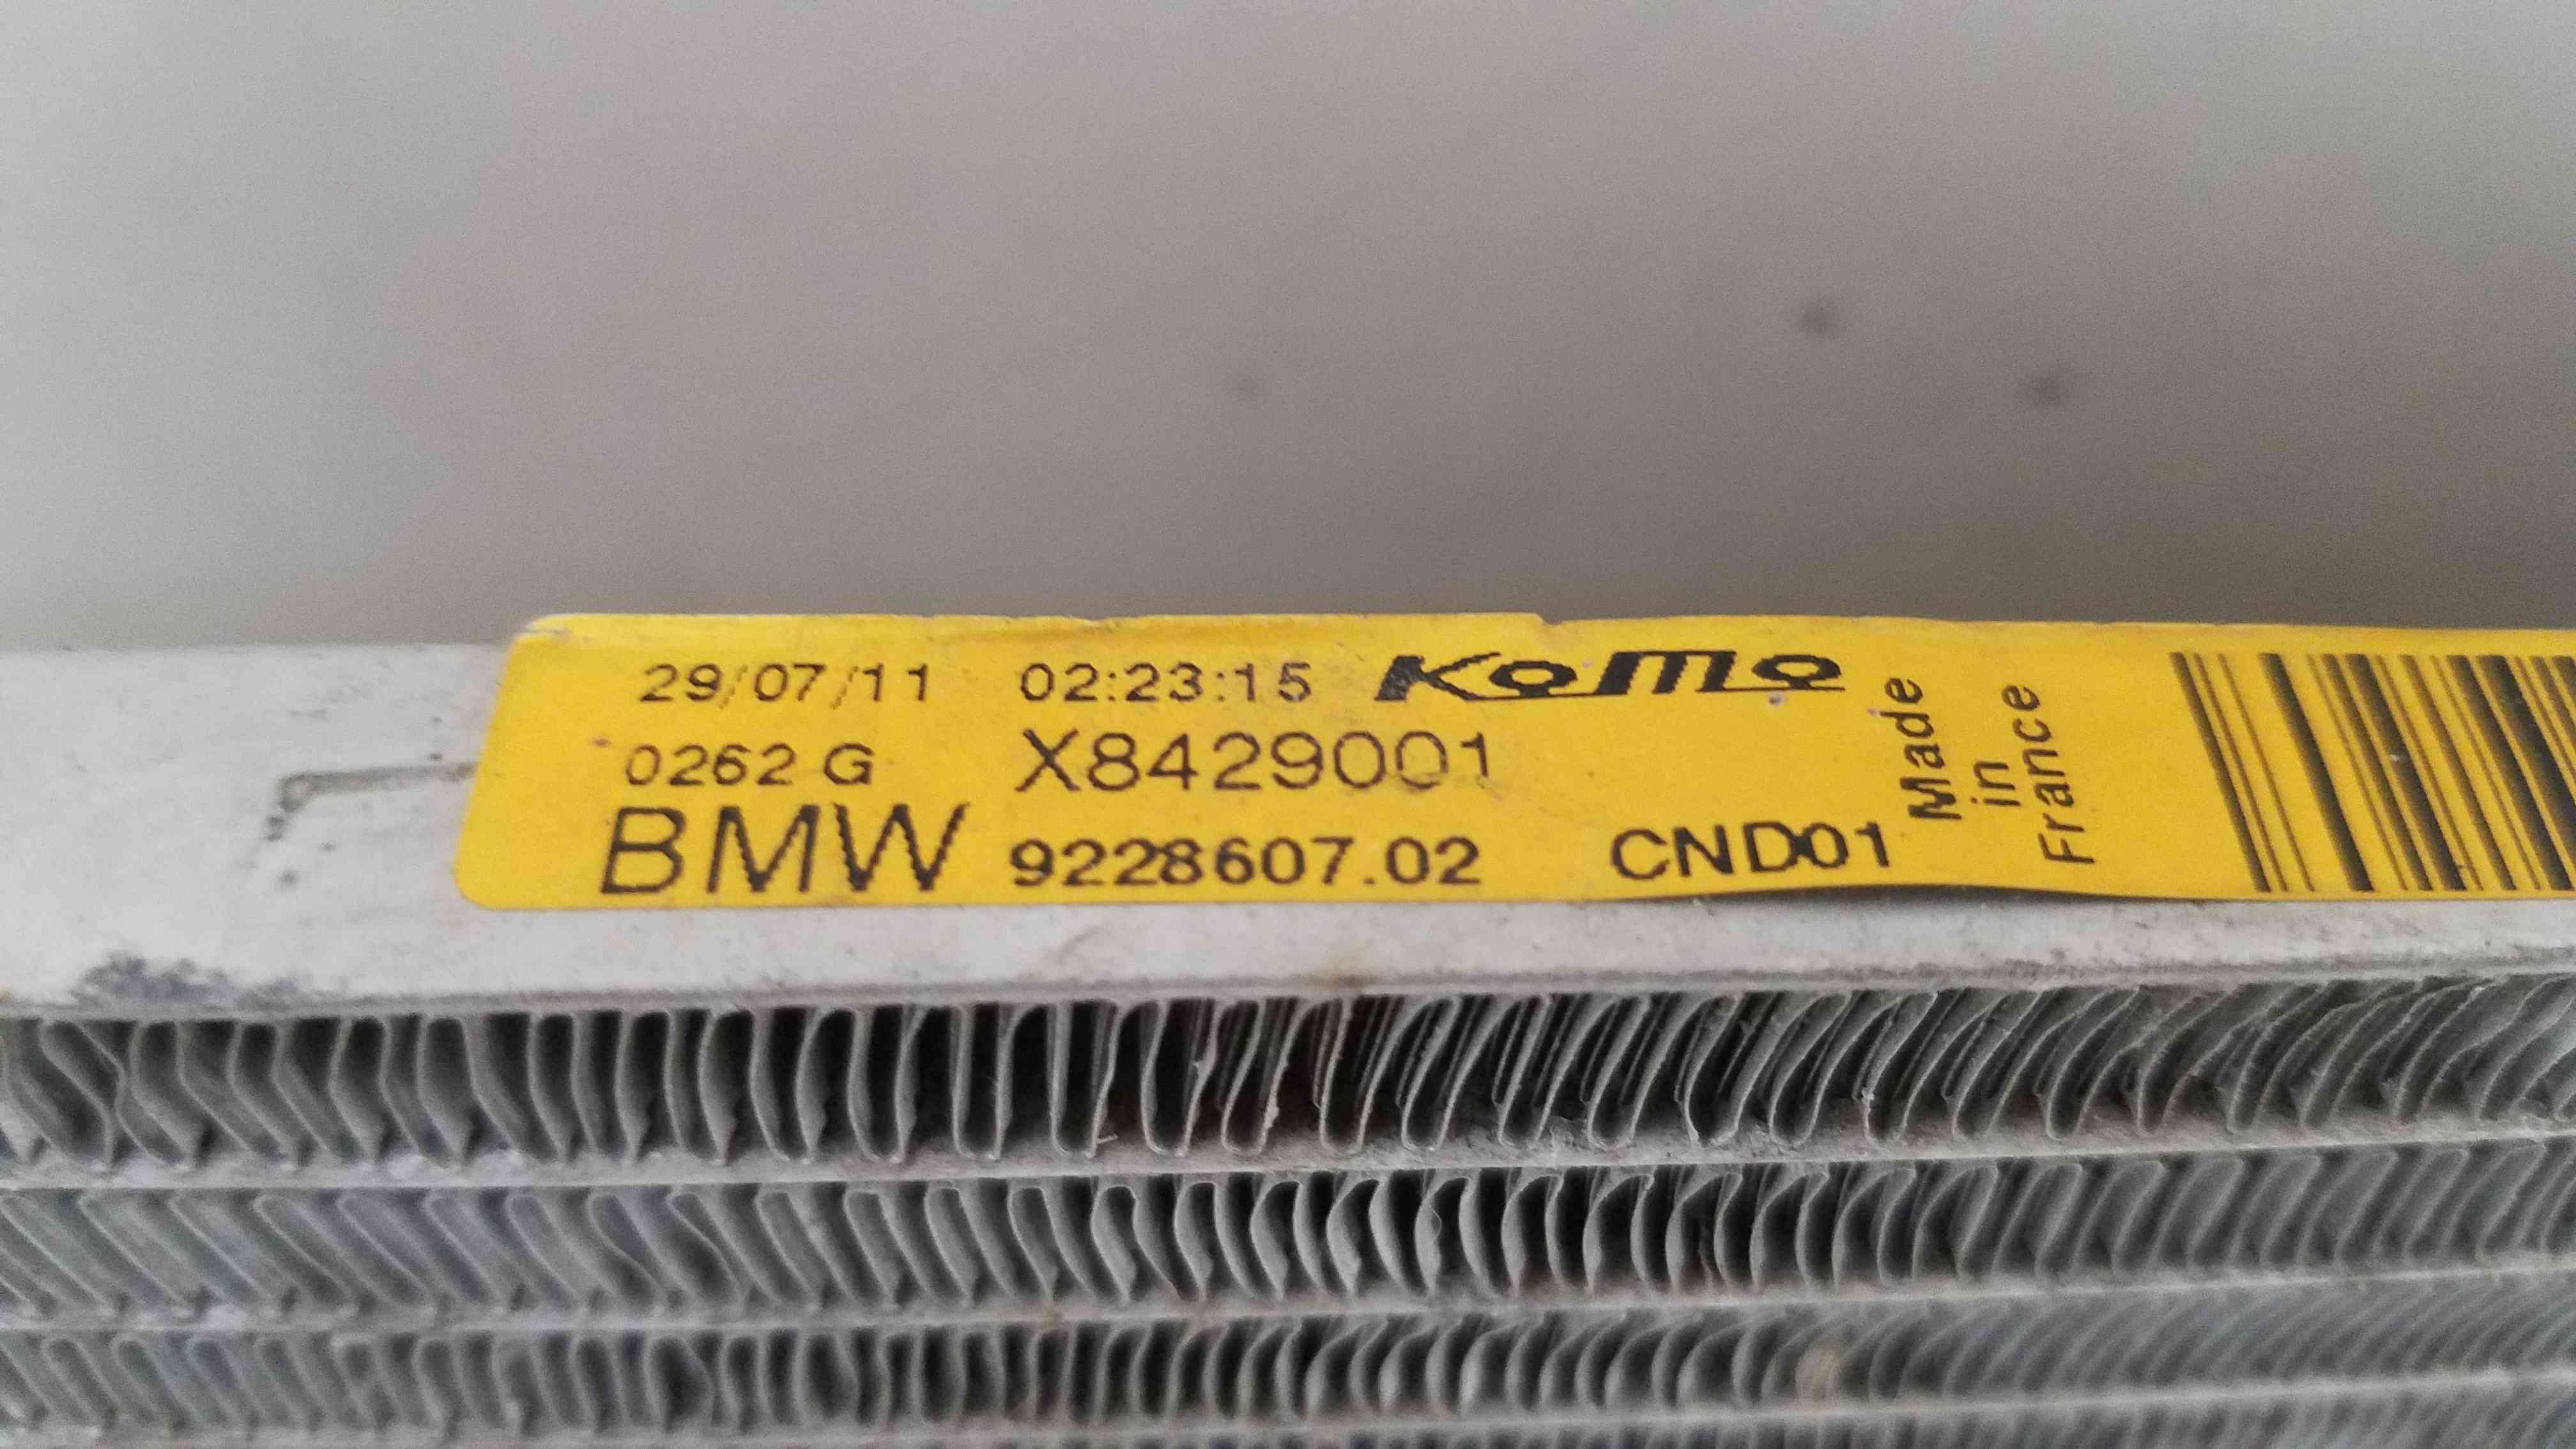 29/07/11 02:23:15 KoMo
0262 G X8429001
BMW 9228607.02 CND01
Made
in
France